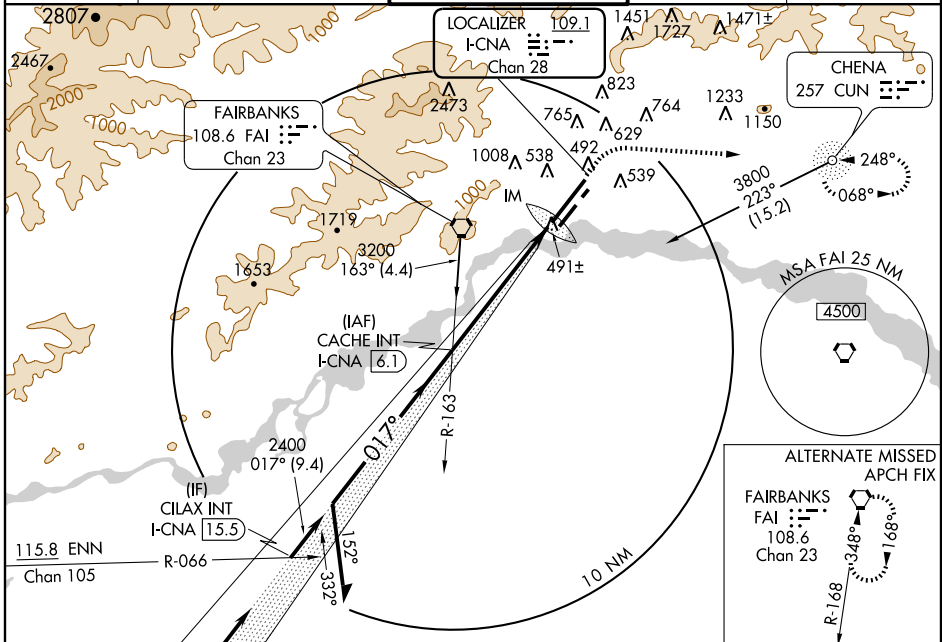 2807
2467
2000
1000
1000
LOCALIZER 109.1
I-CNA
Chan 28
1451
1727
1471±
CHENA
257 CUN
FAIRBANKS
108.6 FAI
Chan 23
2473
823
765
764
629
1233
1150
1008
538
492
539
248°
068°
3800
223°
(15.2)
IM
1000
1719
3200
163° (4.4)
1653
491±
MSA FAI 25 NM
4500
(IAF)
CACHE INT
I-CNA 6.1
R-163
017°
2400
017° (9.4)
(IF)
CILAX INT
I-CNA 15.5
115.8 ENN
Chan 105
R-066
332°
152°
10 NM
ALTERNATE MISSED
APCH FIX
FAIRBANKS
FAI
108.6
Chan 23
348°
168°
R-168